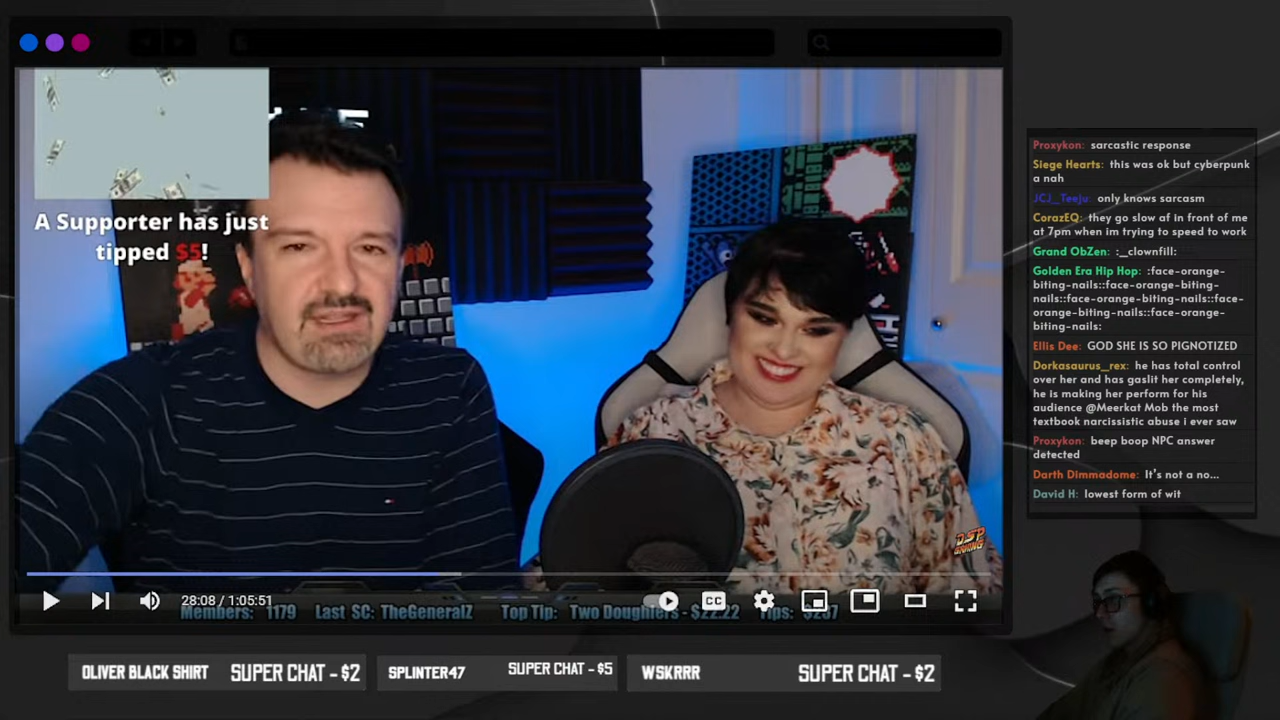 A Supporter has just
tipped $5!
DSP
GAMING
28:08 / 1:05:51
CC
Members: 1179 Last SC: TheGeneralZ Top Tip: Two Doughters - $22.22 Tips: $237
OLIVER BLACK SHIRT SUPER CHAT - $2
SPLINTER47 SUPER CHAT - $5
WSKRRR SUPER CHAT - $2
Proxykon: sarcastic response
Siege Hearts: this was ok but cyberpunk
a nah
JCJ_Teeju: only knows sarcasm
CorazEQ: they go slow af in front of me
at 7pm when im trying to speed to work
Grand ObZen: :_clownfill:
Golden Era Hip Hop: :face-orange-
biting-nails::face-orange-biting-
nails::face-orange-biting-nails::face-
orange-biting-nails::face-orange-
biting-nails:
Ellis Dee: GOD SHE IS SO PIGNOTIZED
Dorkasaurus_rex: he has total control
over her and has gaslit her completely,
he is making her perform for his
audience @Meerkat Mob the most
textbook narcissistic abuse i ever saw
Proxykon: beep boop NPC answer
detected
Darth Dimmadome: It's not a no...
David H: lowest form of wit